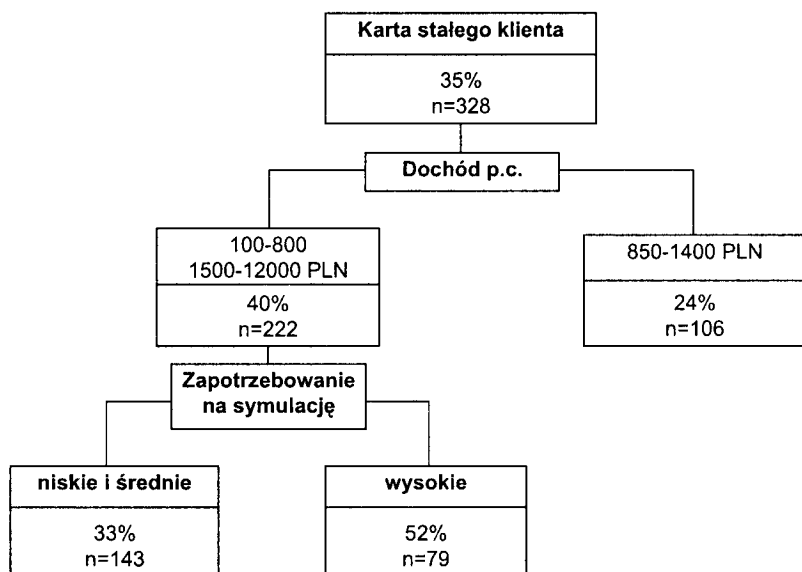 Karta stałego klienta
35%
n=328
Dochód p.c.
100-800
1500-12000 PLN
40%
n=222
850-1400 PLN
24%
n=106
Zapotrzebowanie
na symulację
niskie i średnie
33%
n=143
wysokie
52%
n=79